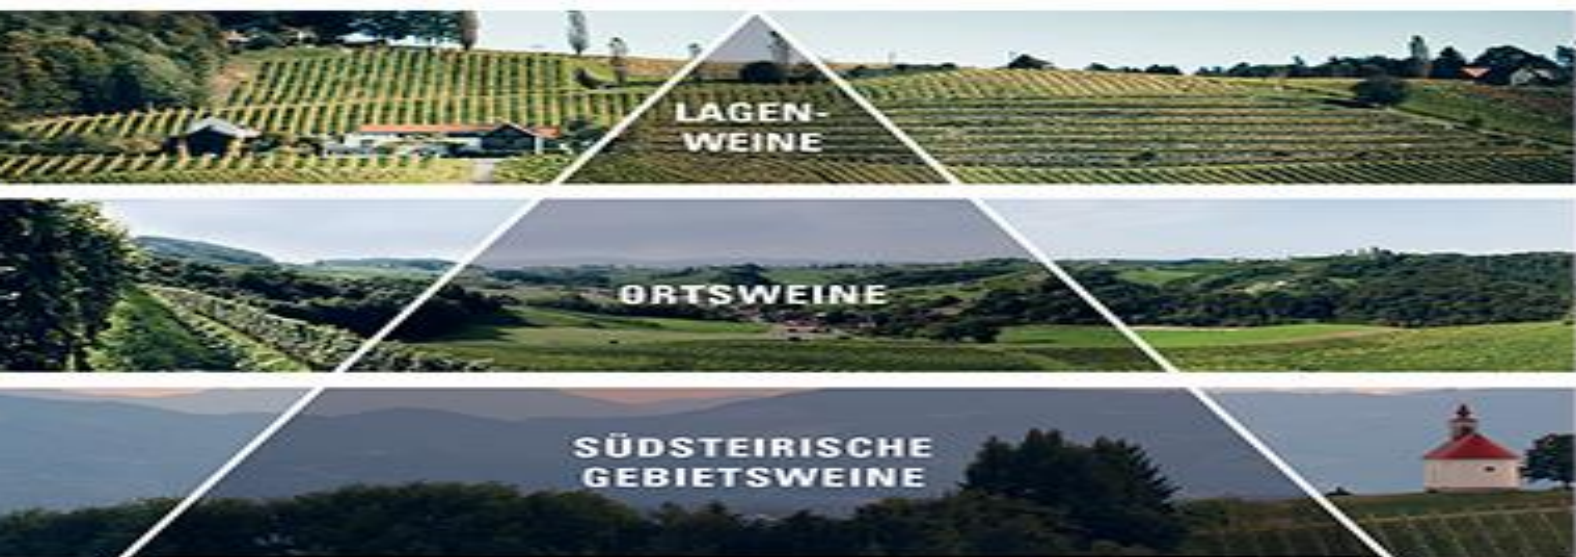 LAGEN-
WEINE
ORTSWEINE
SÜDSTEIRISCHE
GEBIETSWEINE